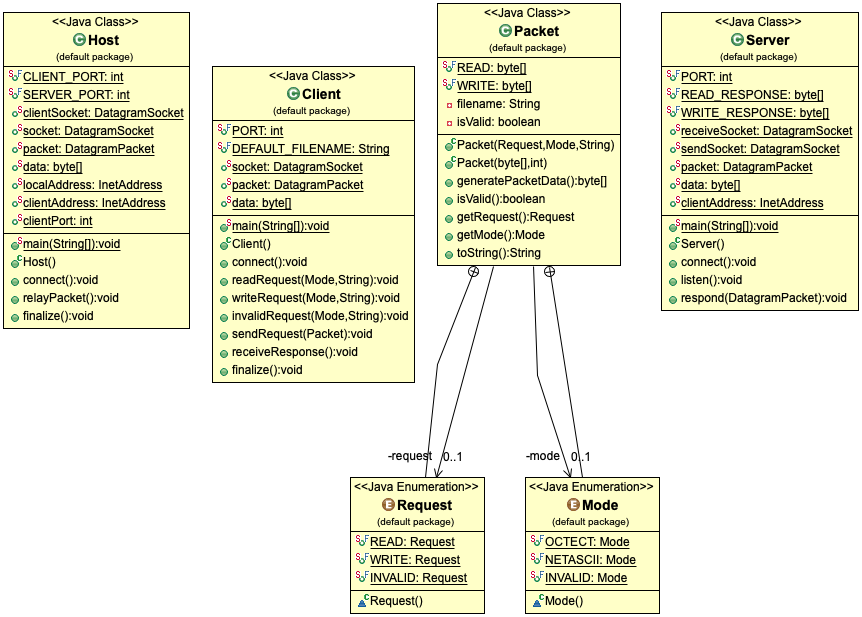 <<Java Class>>
Host
(default package)
CLIENT_PORT: int
SERVER_PORT: int
clientSocket: DatagramSocket
socket: DatagramSocket
packet: DatagramPacket
data: byte[]
localAddress: InetAddress
clientAddress: InetAddress
clientPort: int
main(String[]):void
Host()
connect():void
relayPacket():void
finalize():void
<<Java Class>>
Client
(default package)
PORT: int
DEFAULT_FILENAME: String
socket: DatagramSocket
packet: DatagramPacket
data: byte[]
main(String[]):void
Client()
connect():void
readRequest(Mode,String):void
writeRequest(Mode,String):void
invalidRequest(Mode,String):void
sendRequest(Packet):void
receiveResponse():void
finalize():void
<<Java Class>>
Packet
(default package)
READ: byte[]
WRITE: byte[]
filename: String
isValid: boolean
Packet(Request,Mode,String)
Packet(byte[],int)
generatePacketData():byte[]
isValid():boolean
getRequest():Request
getMode():Mode
toString():String
<<Java Class>>
Server
(default package)
PORT: int
READ_RESPONSE: byte[]
WRITE_RESPONSE: byte[]
receiveSocket: DatagramSocket
sendSocket: DatagramSocket
packet: DatagramPacket
data: byte[]
clientAddress: InetAddress
main(String[]):void
Server()
connect():void
listen():void
respond(DatagramPacket):void
-request 0..1
-mode 0..1
<<Java Enumeration>>
Request
(default package)
READ: Request
WRITE: Request
INVALID: Request
Request()
<<Java Enumeration>>
Mode
(default package)
OCTECT: Mode
NETASCII: Mode
INVALID: Mode
Mode()